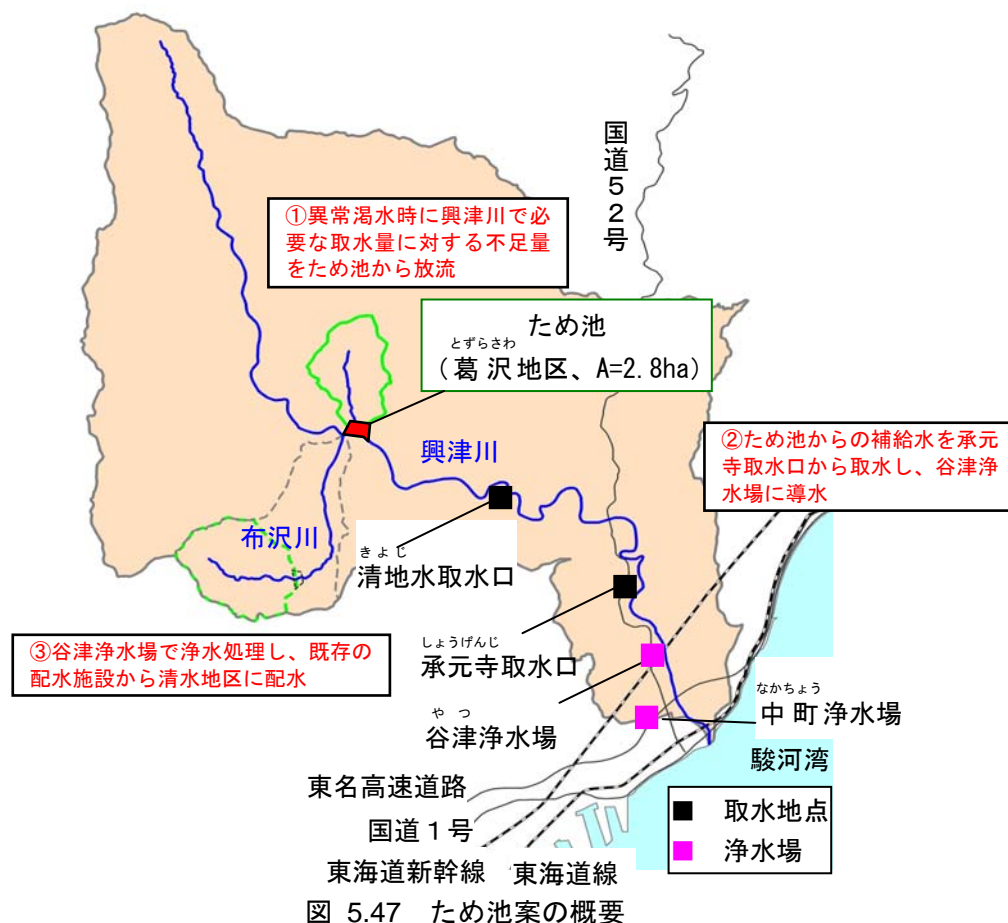 国道５２号
①異常渇水時に興津川で必
要な取水量に対する不足量
をため池から放流
ため池
とずらさわ
（葛沢地区、A=2.8ha）
②ため池からの補給水を承元
寺取水口から取水し、谷津浄
水場に導水
興津川
布沢川
きよじ
清地水取水口
③谷津浄水場で浄水処理し、既存の
配水施設から清水地区に配水
しょうげんじ
承元寺取水口
やつ
谷津浄水場
なかちょう
中町浄水場
駿河湾
東名高速道路
国道１号
東海道新幹線
東海道線
取水地点
浄水場
図 5.47 ため池案の概要